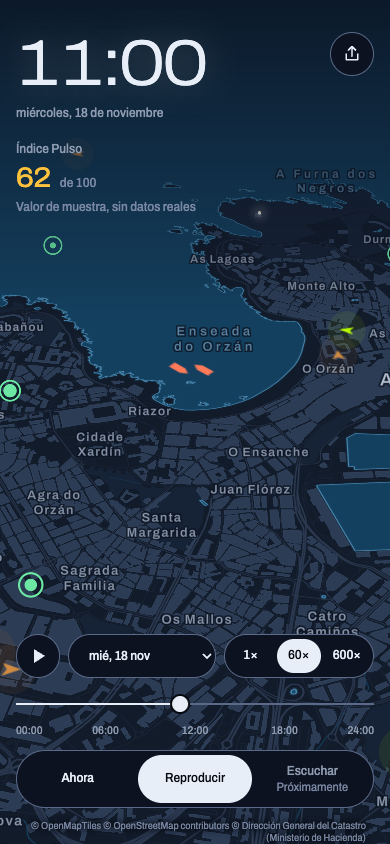 11:00
miércoles, 18 de noviembre
Índice Pulso
62 de 100
Valor de muestra, sin datos reales
A Furna dos
Negros
As Lagoas
Monte Alto
Enseada
do Orzán
As
O Orzán
A
Riazor
Cidade
Xardín
O Ensanche
Agra do
Orzán
Juan Flórez
Santa
Margarida
Sagrada
Familia
Os Mallos
Catro
Camiños
mié, 18 nov
1×
60×
600×
00:00
06:00
12:00
18:00
24:00
Ahora
Reproducir
Escuchar
Próximamente
© OpenMapTiles © OpenStreetMap contributors © Dirección General del Catastro
(Ministerio de Hacienda)